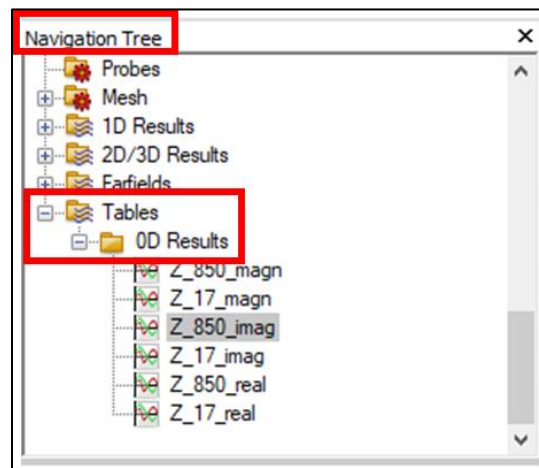 Navigation Tree
Probes
Mesh
1D Results
2D/3D Results
Farfields
Tables
0D Results
Z_850_magn
Z_17_magn
Z_850_imag
Z_17_imag
Z_850_real
Z_17_real